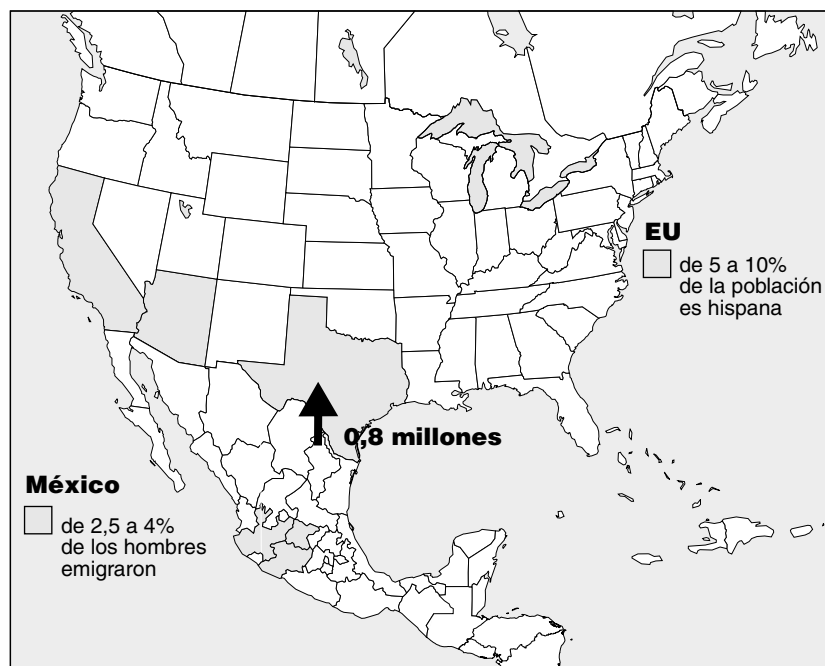 EU
de 5 a 10%
de la población
es hispana
0,8 millones
México
de 2,5 a 4%
de los hombres
emigraron